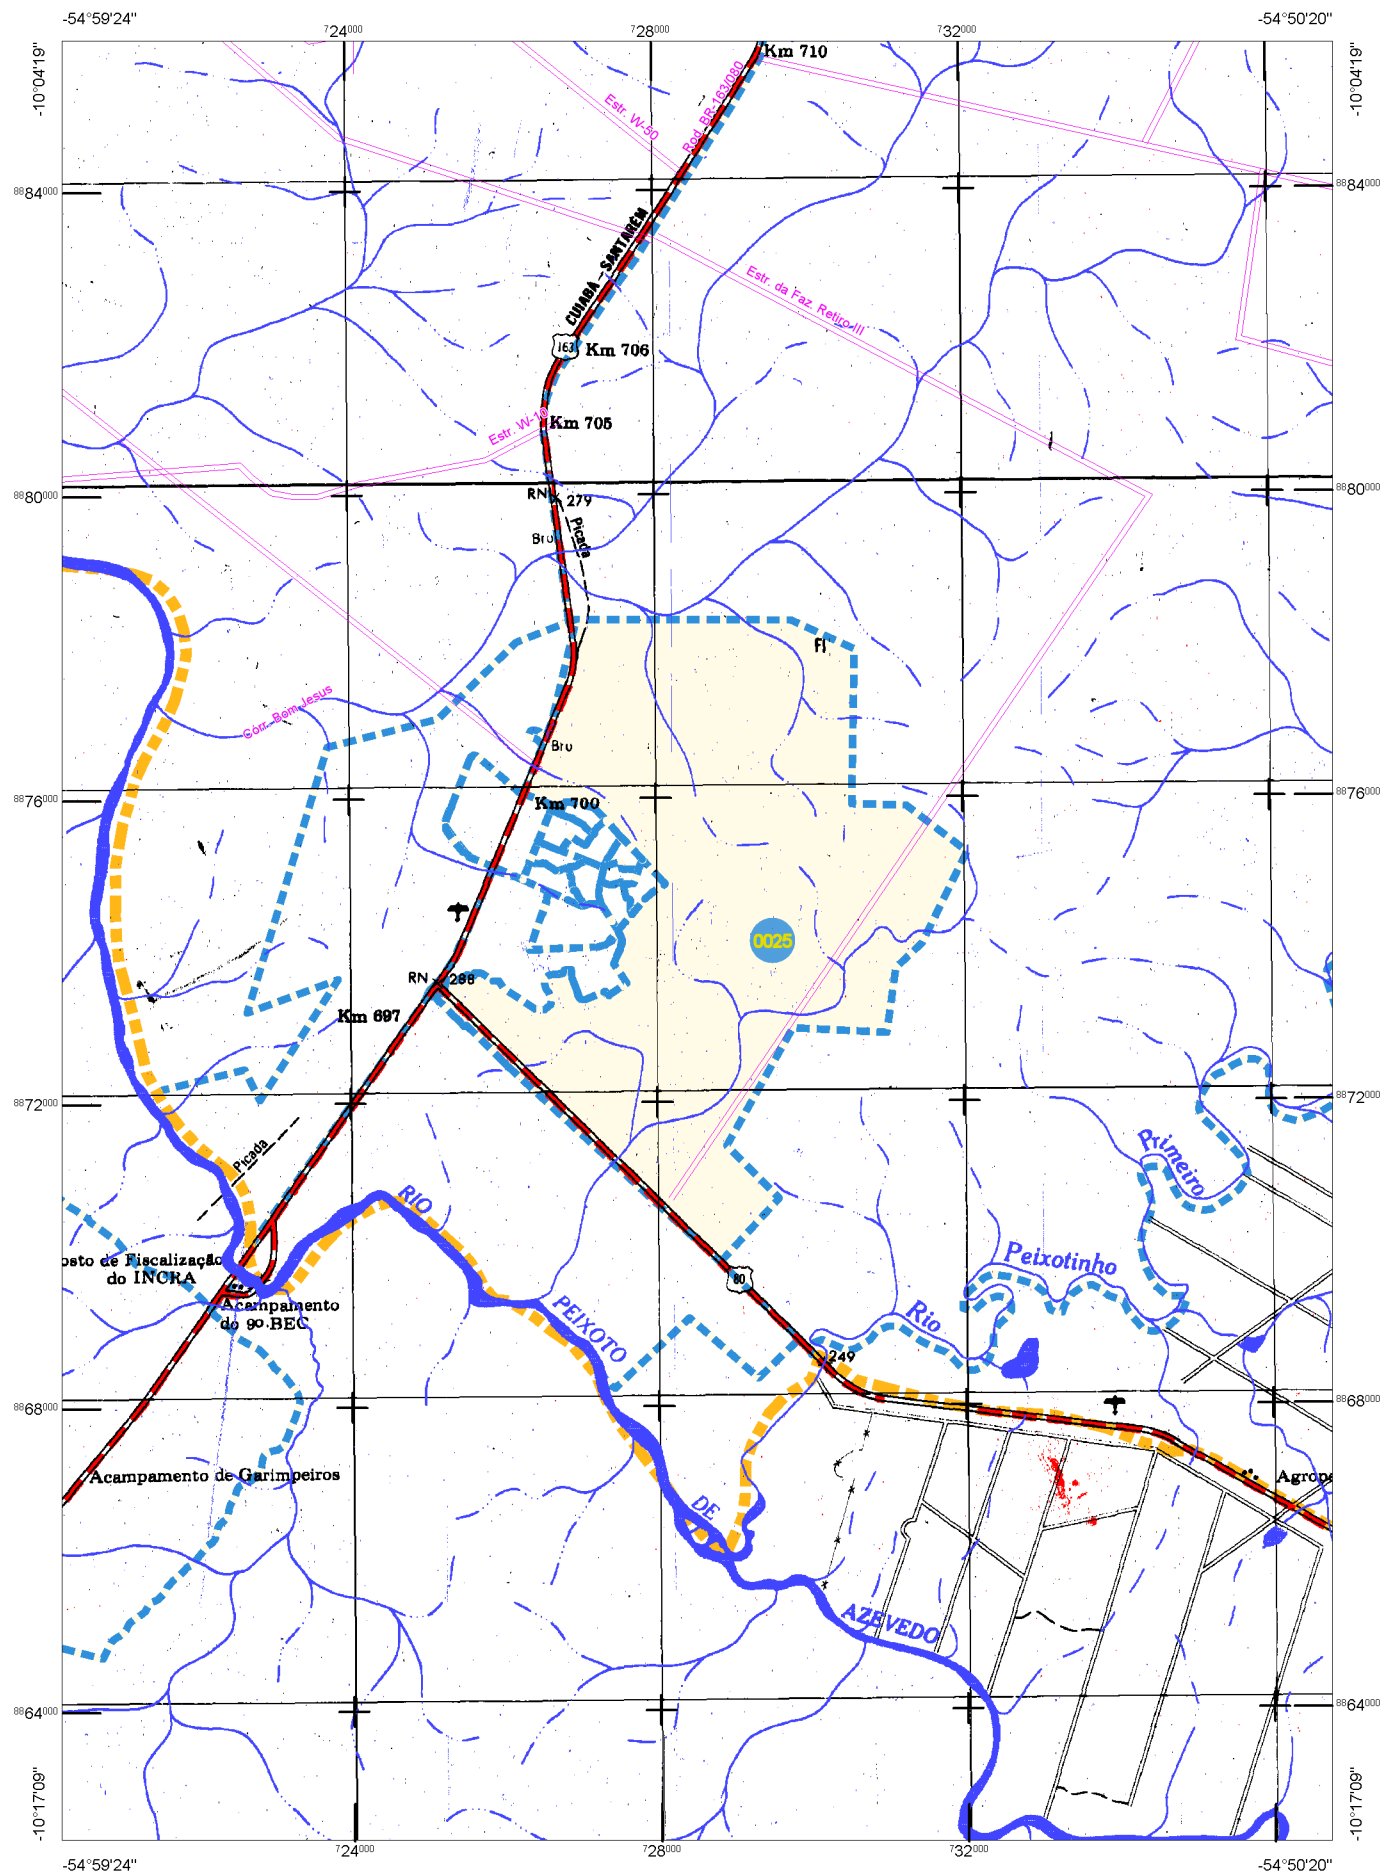 -54°59'24"
-54°50'20"
724000
728000
732000
-10°04'19"
-10°04'19"
Km 710
Estr. W-50
Rod. BR-163/080
8884000
8884000
CUIABÁ - SANTARÉM
Estr. da Faz. Retiro III
163
Km 706
Estr. W-10
Km 705
8880000
8880000
RN
279
Picada
Bru
Córr. Bom Jesus
Bru
8876000
8876000
Km 700
0025
RN
288
Km 697
8872000
8872000
Picada
Primeiro
RIO
Peixotinho
osto de Fiscalização
do INCRA
80
Acampamento
do 9º. BEC
PEIXOTO
Rio
249
8868000
8868000
Acampamento de Garimpeiros
Agrope
DE
AZEVEDO
8864000
8864000
-10°17'09"
-10°17'09"
724000
728000
732000
-54°59'24"
-54°50'20"